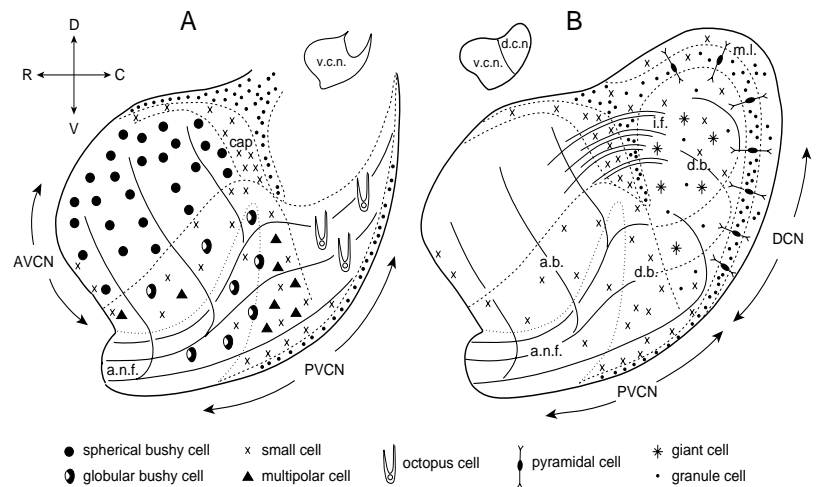 A
B
D
R
C
V
v.c.n.
d.c.n.
v.c.n.
m.l.
cap
i.f.
d.b.
AVCN
a.b.
d.b.
DCN
a.n.f.
a.n.f.
PVCN
PVCN
spherical bushy cell
small cell
octopus cell
pyramidal cell
giant cell
globular bushy cell
multipolar cell
granule cell